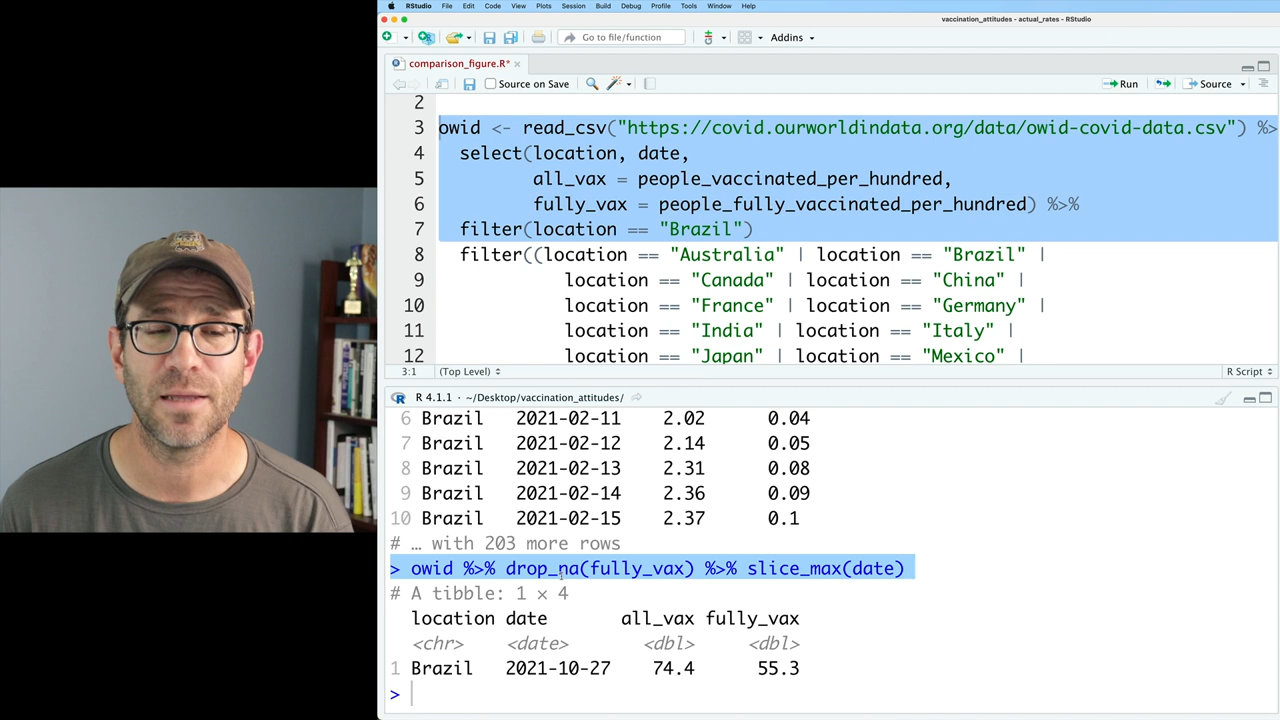 RStudio File Edit Code View Plots Session Build Debug Profile Tools Window Help
vaccination_attitudes - actual_rates - RStudio
Go to file/function Addins
comparison_figure.R*
Source on Save Run Source
2
3 owid <- read_csv("https://covid.ourworldindata.org/data/owid-covid-data.csv") %>
4 select(location, date,
5 all_vax = people_vaccinated_per_hundred,
6 fully_vax = people_fully_vaccinated_per_hundred) %>%
7 filter(location == "Brazil")
8 filter((location == "Australia" | location == "Brazil" |
9 location == "Canada" | location == "China" |
10 location == "France" | location == "Germany" |
11 location == "India" | location == "Italy" |
12 location == "Japan" | location == "Mexico" |
3:1 (Top Level) R Script
R 4.1.1 · ~/Desktop/vaccination_attitudes/
6 Brazil 2021-02-11 2.02 0.04
7 Brazil 2021-02-12 2.14 0.05
8 Brazil 2021-02-13 2.31 0.08
9 Brazil 2021-02-14 2.36 0.09
10 Brazil 2021-02-15 2.37 0.1
# … with 203 more rows
> owid %>% drop_na(fully_vax) %>% slice_max(date)
# A tibble: 1 × 4
location date all_vax fully_vax
<chr> <date> <dbl> <dbl>
1 Brazil 2021-10-27 74.4 55.3
>